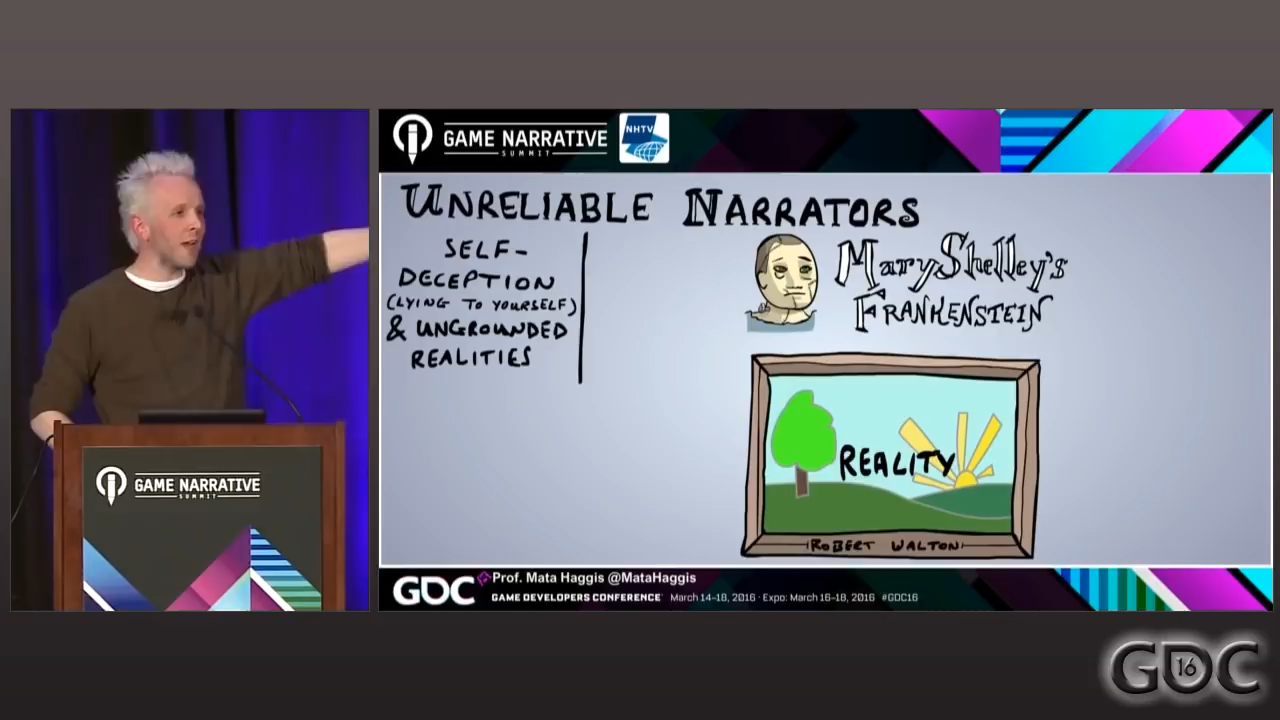 GAME NARRATIVE
SUMMIT
NHTV
UNRELIABLE NARRATORS
SELF-
DECEPTION
(LYING TO YOURSELF)
& UNGROUNDED
REALITIES
Mary Shelley's
FRANKENSTEIN
REALITY
ROBERT WALTON
GAME NARRATIVE
SUMMIT
GDC
Prof. Mata Haggis @MataHaggis
GAME DEVELOPERS CONFERENCE March 14-18, 2016 · Expo: March 16-18, 2016 #GDC16
GDC
16